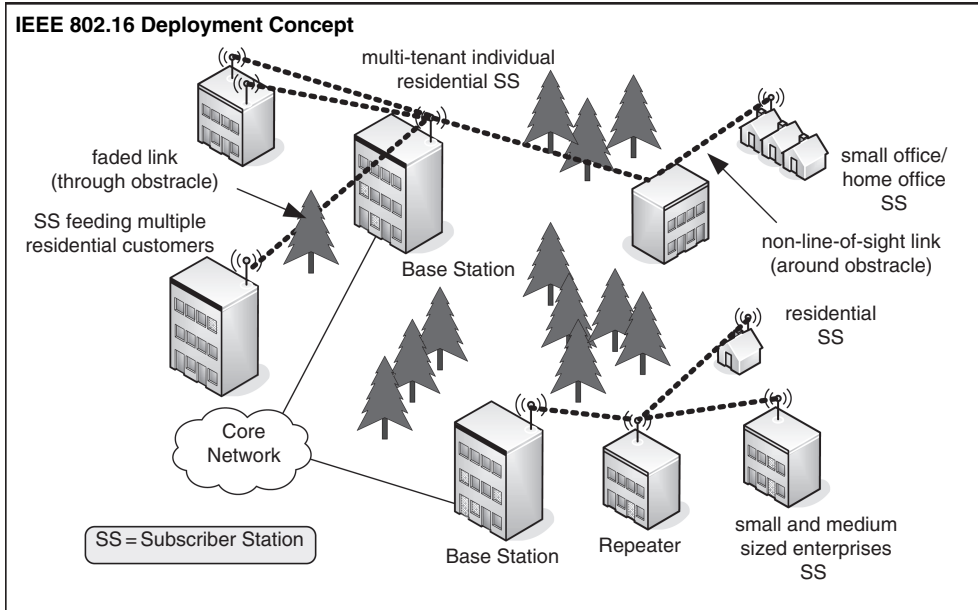 IEEE 802.16 Deployment Concept
multi-tenant individual
residential SS
faded link
(through obstacle)
SS feeding multiple
residential customers
small office/
home office
SS
non-line-of-sight link
(around obstacle)
Base Station
residential
SS
Core
Network
SS = Subscriber Station
Base Station
Repeater
small and medium
sized enterprises
SS